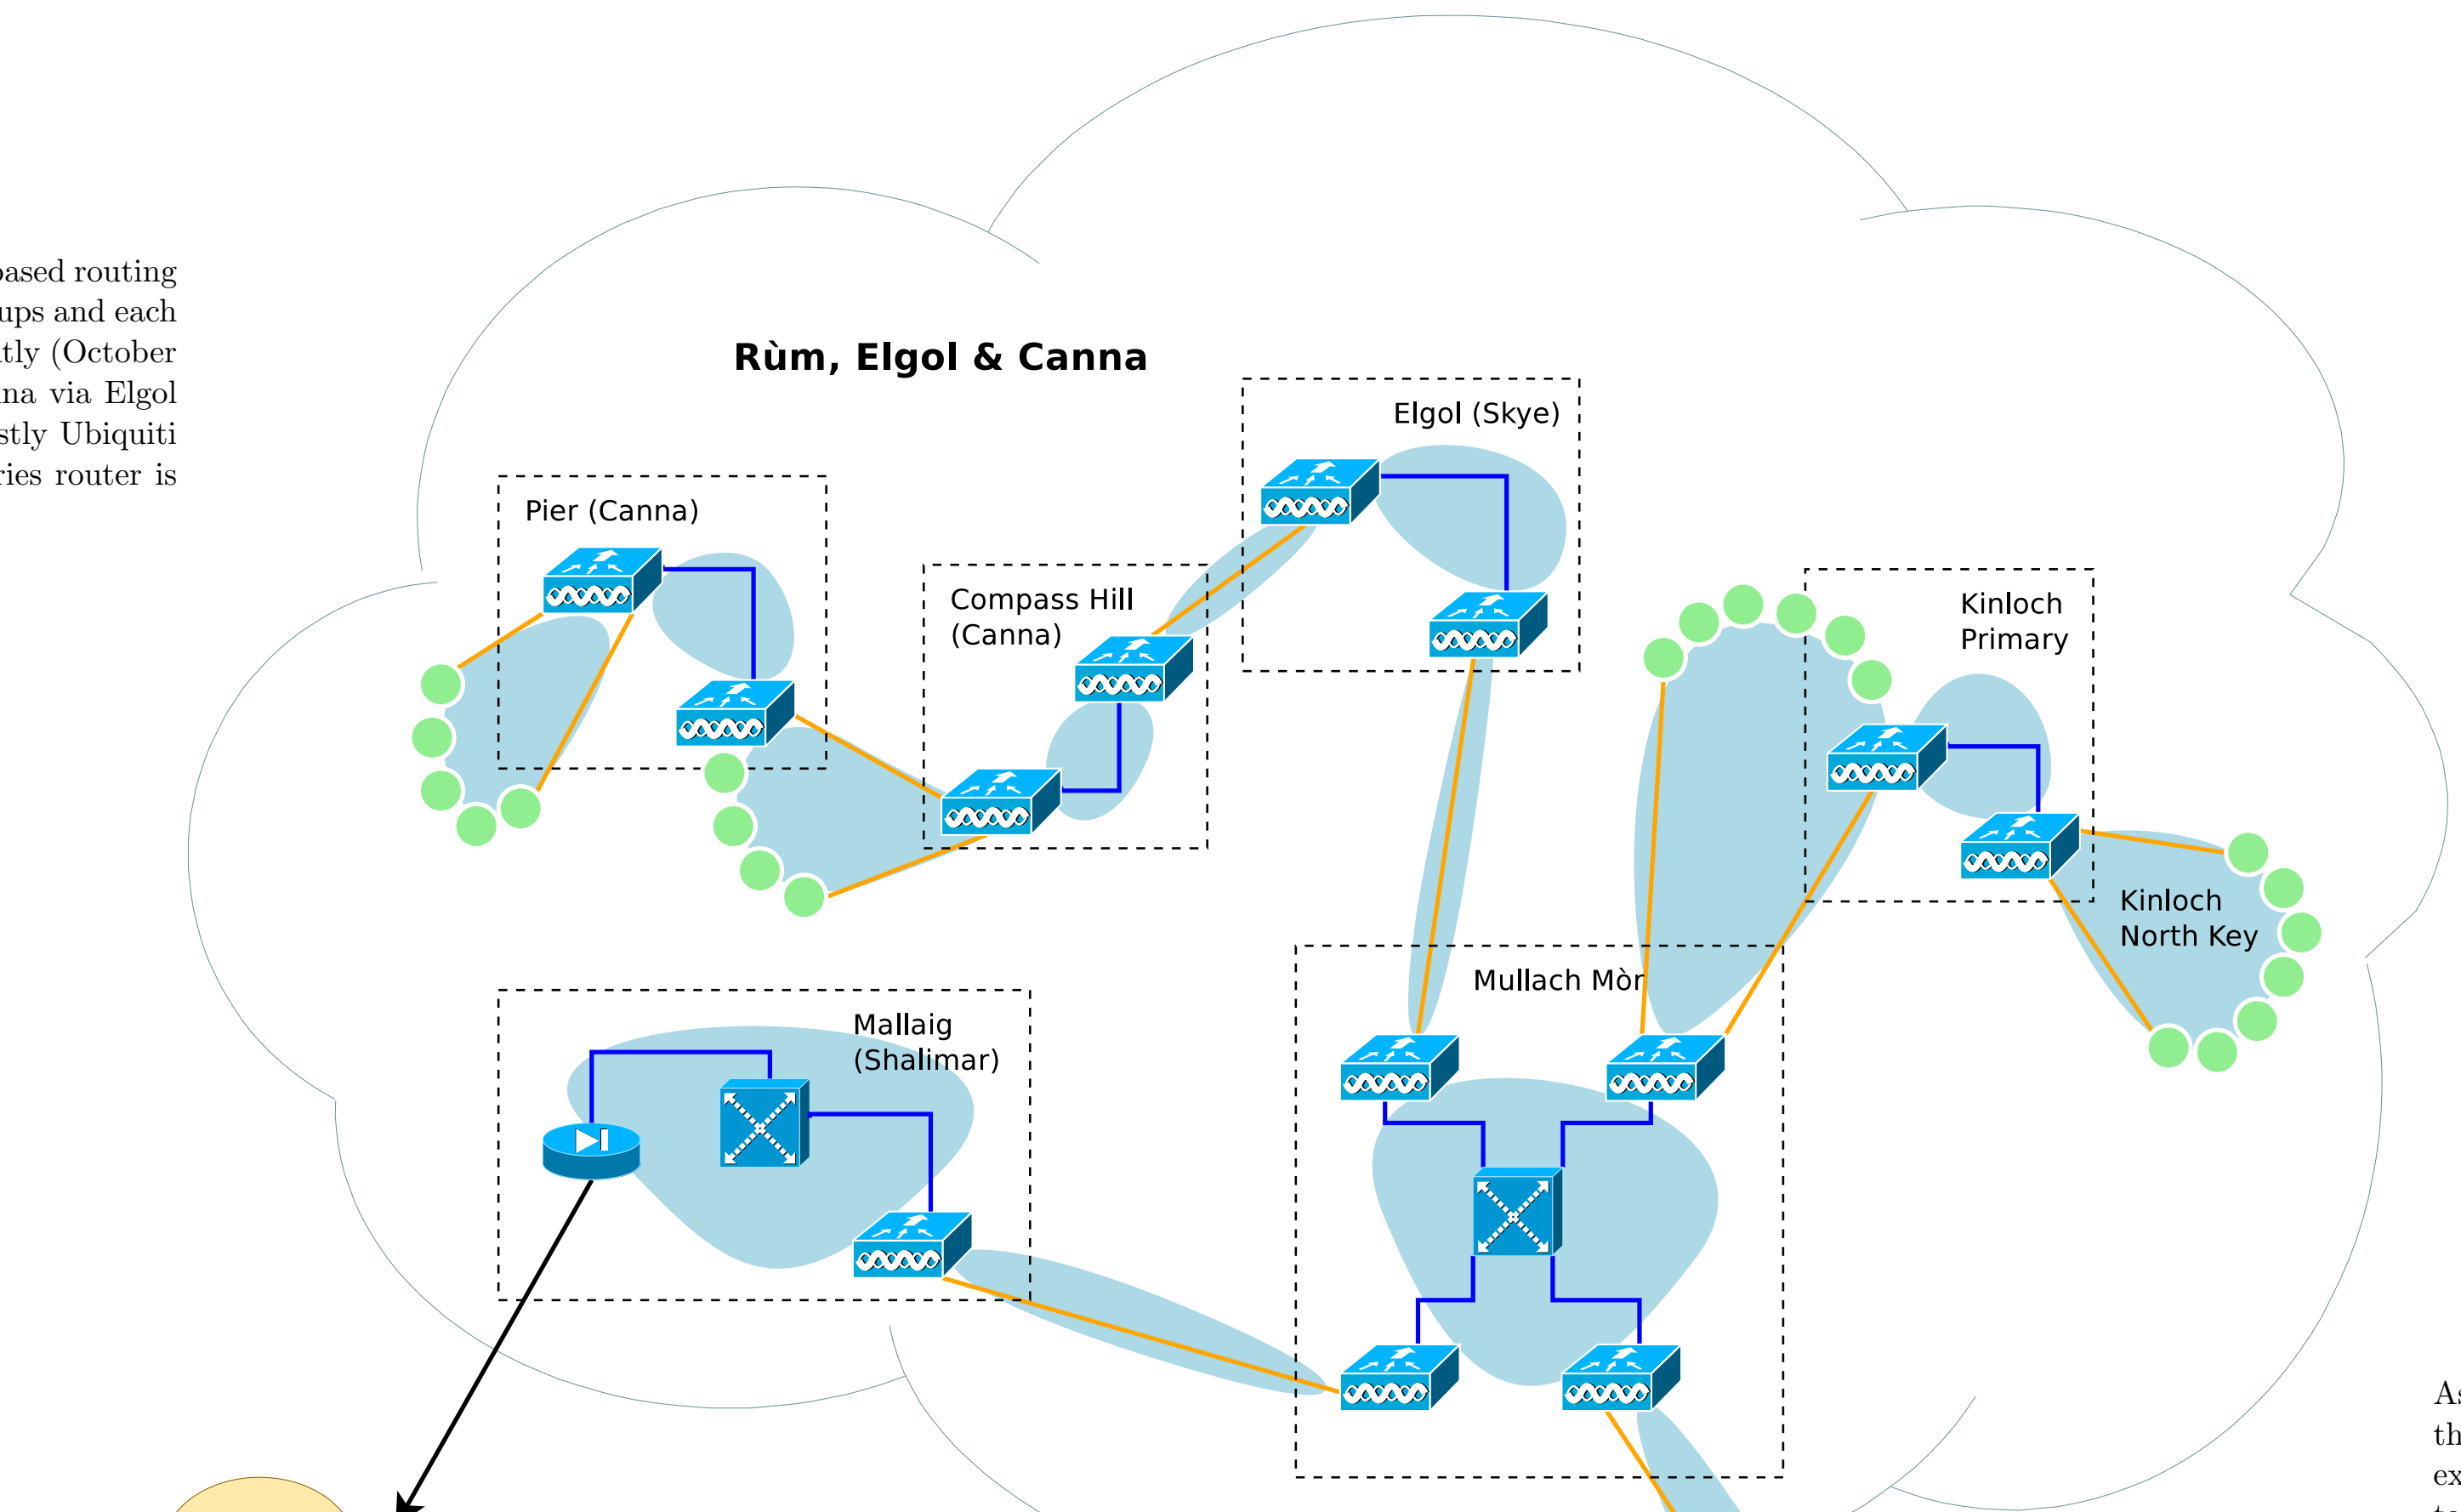 based routing
ups and each
tly (October
na via Elgol
stly Ubiquiti
ries router is
Rùm, Elgol & Canna
Elgol (Skye)
Pier (Canna)
Compass Hill
(Canna)
Kinloch
Primary
Kinloch
North Key
Mullach Mòr
Mallaig
(Shalimar)
As
th
ex